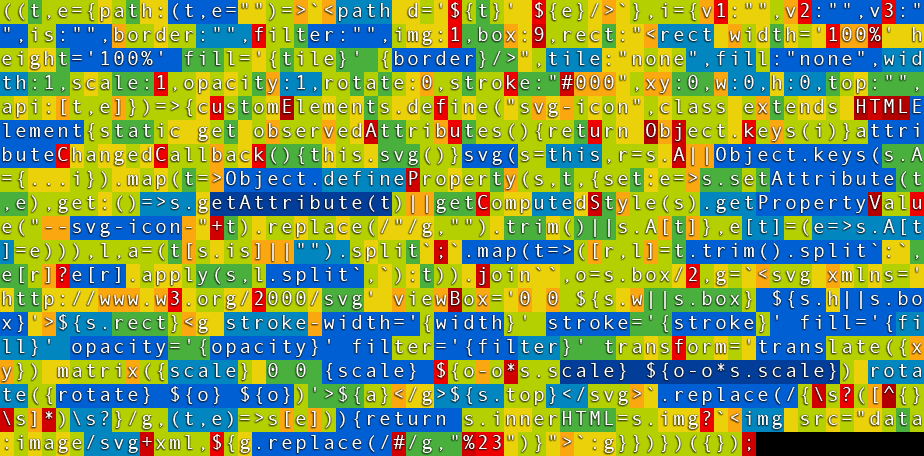 ((t,e={path:(t,e="")=>`<path d='${t}' ${e}/>`},i={v1:"",v2:"",v3:"
",is:"",border:"",filter:"",img:1,box:9,rect:"<rect width='100%' h
eight='100%' fill='{tile}' {border}/>",tile:"none",fill:"none",wid
th:1,scale:1,opacity:1,rotate:0,stroke:"#000",xy:0,w:0,h:0,top:"",
api:[t,e]})=>{customElements.define("svg-icon",class extends HTMLE
lement{static get observedAttributes(){return Object.keys(i)}attri
buteChangedCallback(){this.svg()}svg(s=this,r=s.A||Object.keys(s.A
={...i}).map(t=>Object.defineProperty(s,t,{set:e=>s.setAttribute(t
,e),get:()=>s.getAttribute(t)||getComputedStyle(s).getPropertyValu
e("--svg-icon-"+t).replace(/"/g,"").trim()||s.A[t]},e[t]=(e=>s.A[t
]=e))),l,a=(t[s.is]||"").split`;`.map(t=>([r,l]=t.trim().split`:`,
e[r]?e[r].apply(s,l.split`,`):t)).join``,o=s.box/2,g=`<svg xmlns='
http://www.w3.org/2000/svg' viewBox='0 0 ${s.w||s.box} ${s.h||s.bo
x}'>${s.rect}<g stroke-width='{width}' stroke='{stroke}' fill='{fi
ll}' opacity='{opacity}' filter='{filter}' transform='translate({x
y}) matrix({scale} 0 0 {scale} ${o-o*s.scale} ${o-o*s.scale}) rota
te({rotate} ${o} ${o})'>${a}</g>${s.top}</svg>`.replace(/{\s?([^{}
\s]*)\s?}/g,(t,e)=>s[e])){return s.innerHTML=s.img?`<img src="data
:image/svg+xml,${g.replace(/#/g,"%23")}">`:g}})})({});